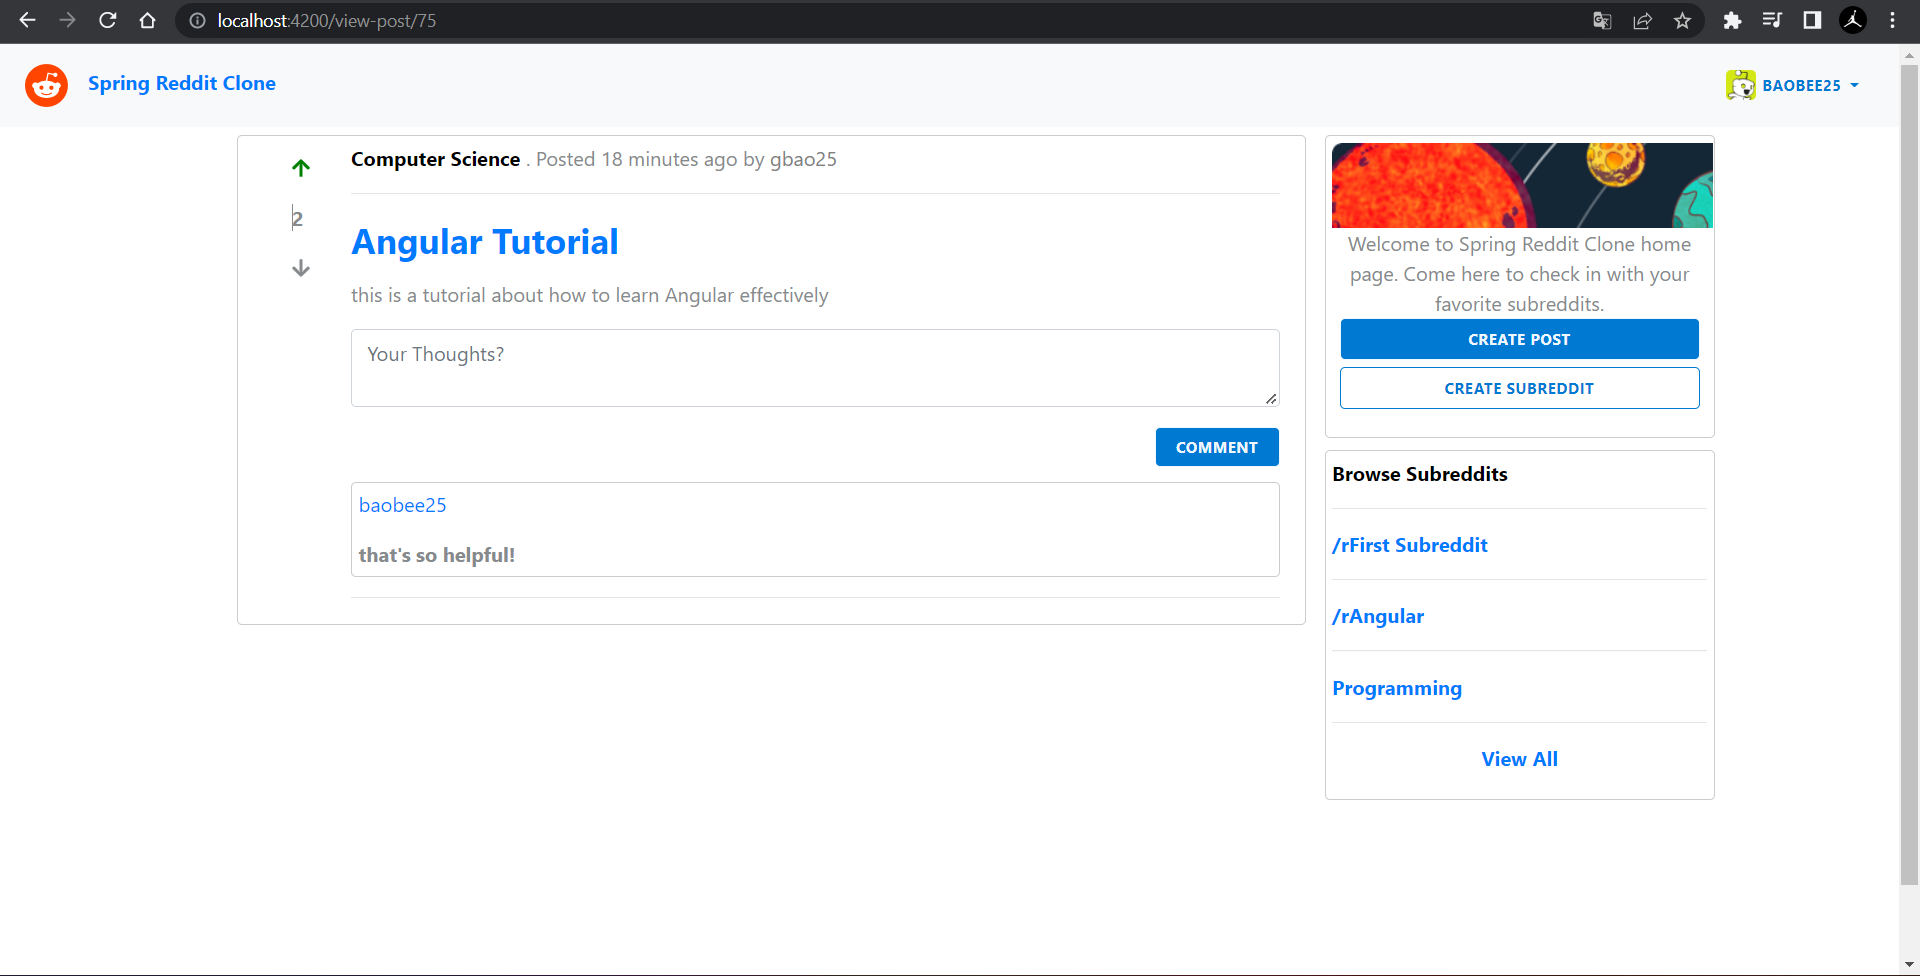 localhost:4200/view-post/75
Spring Reddit Clone
BAOBEE25
Computer Science . Posted 18 minutes ago by gbao25
2
Angular Tutorial
this is a tutorial about how to learn Angular effectively
Your Thoughts?
COMMENT
baobee25
that's so helpful!
Welcome to Spring Reddit Clone home
page. Come here to check in with your
favorite subreddits.
CREATE POST
CREATE SUBREDDIT
Browse Subreddits
/rFirst Subreddit
/rAngular
Programming
View All